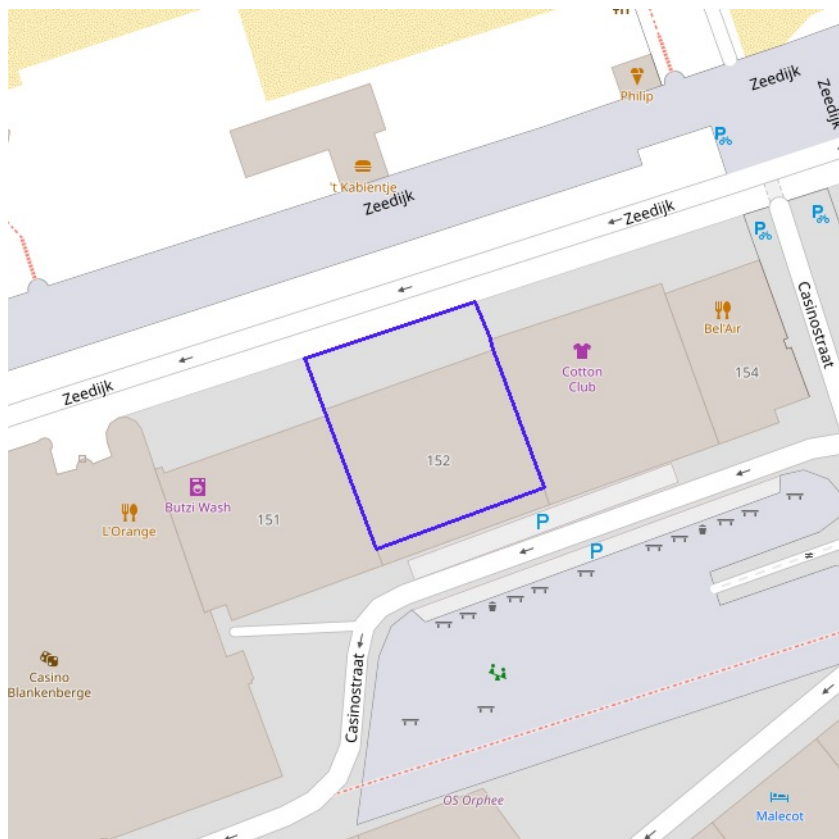 Philip
Zeedijk
Zeedijk
't Kabientje
Zeedijk
Zeedijk
P
P
P
Casinostraat
Bel'Air
154
Cotton
Club
Zeedijk
152
Butzi Wash
151
L'Orange
P
P
Casino
Blankenberge
Casinostraat
OS Orphee
Malecot